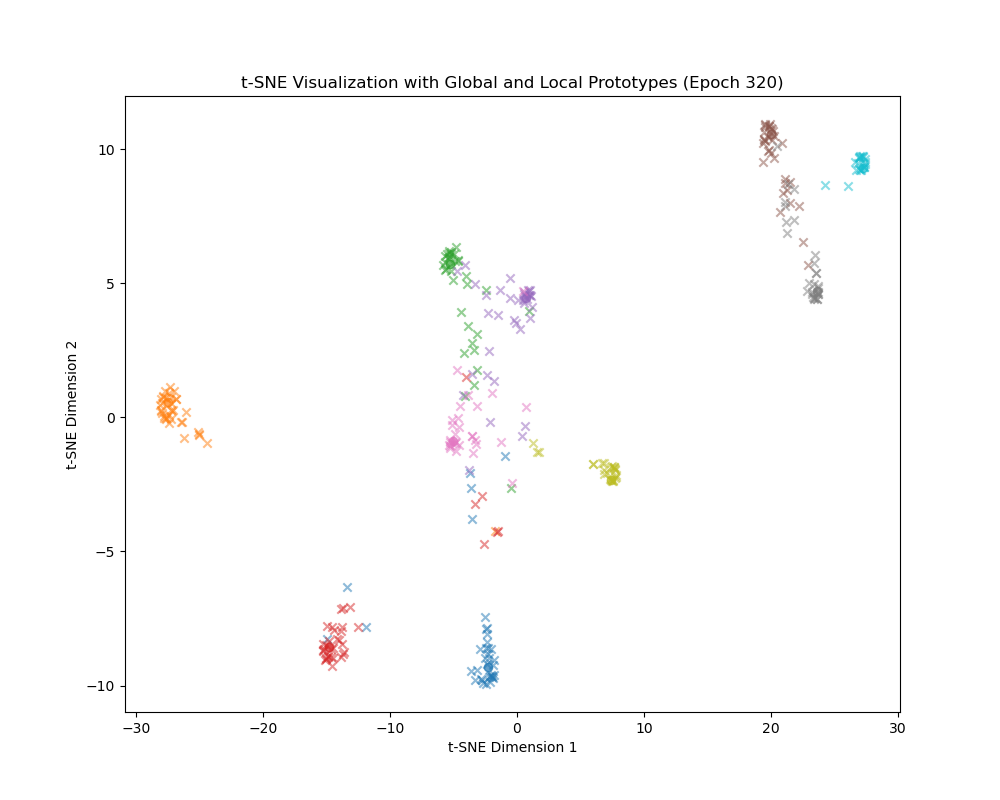 t-SNE Visualization with Global and Local Prototypes (Epoch 320)
10
5
0
−5
−10
t-SNE Dimension 2
−30 −20 −10 0 10 20 30
t-SNE Dimension 1